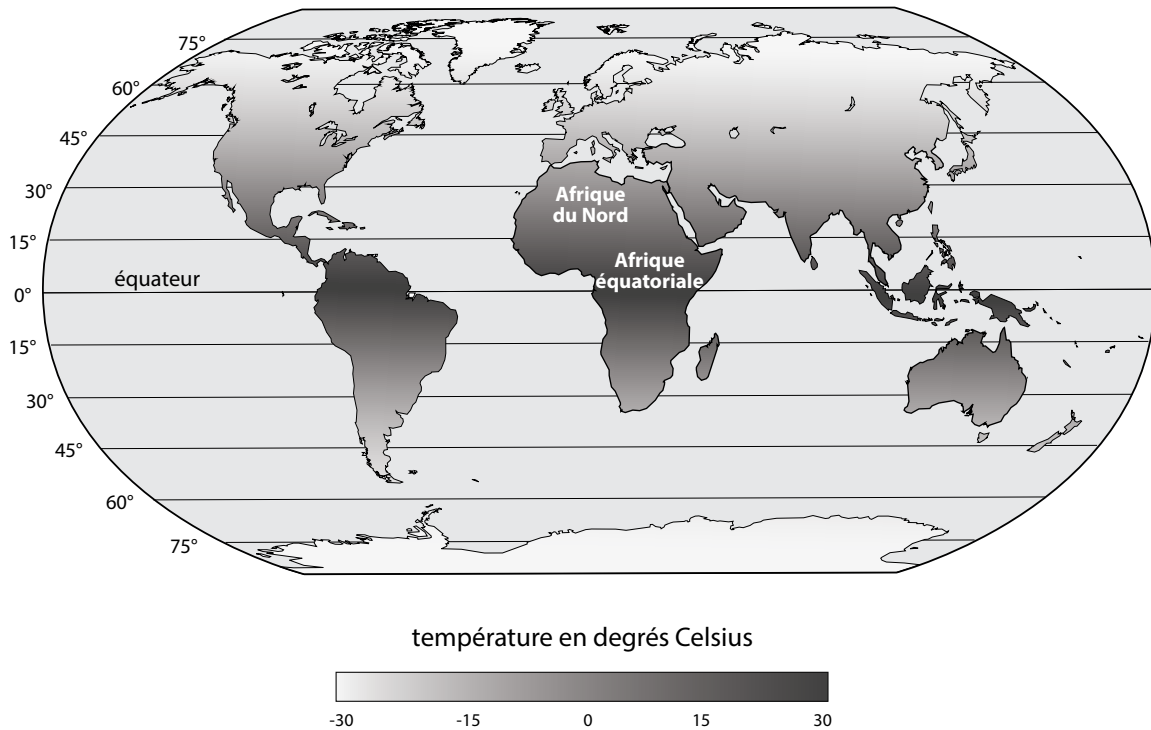 75°
60°
45°
30°
Afrique
du Nord
15°
Afrique
équatoriale
équateur
0°
15°
30°
45°
60°
75°
température en degrés Celsius
-30 -15 0 15 30